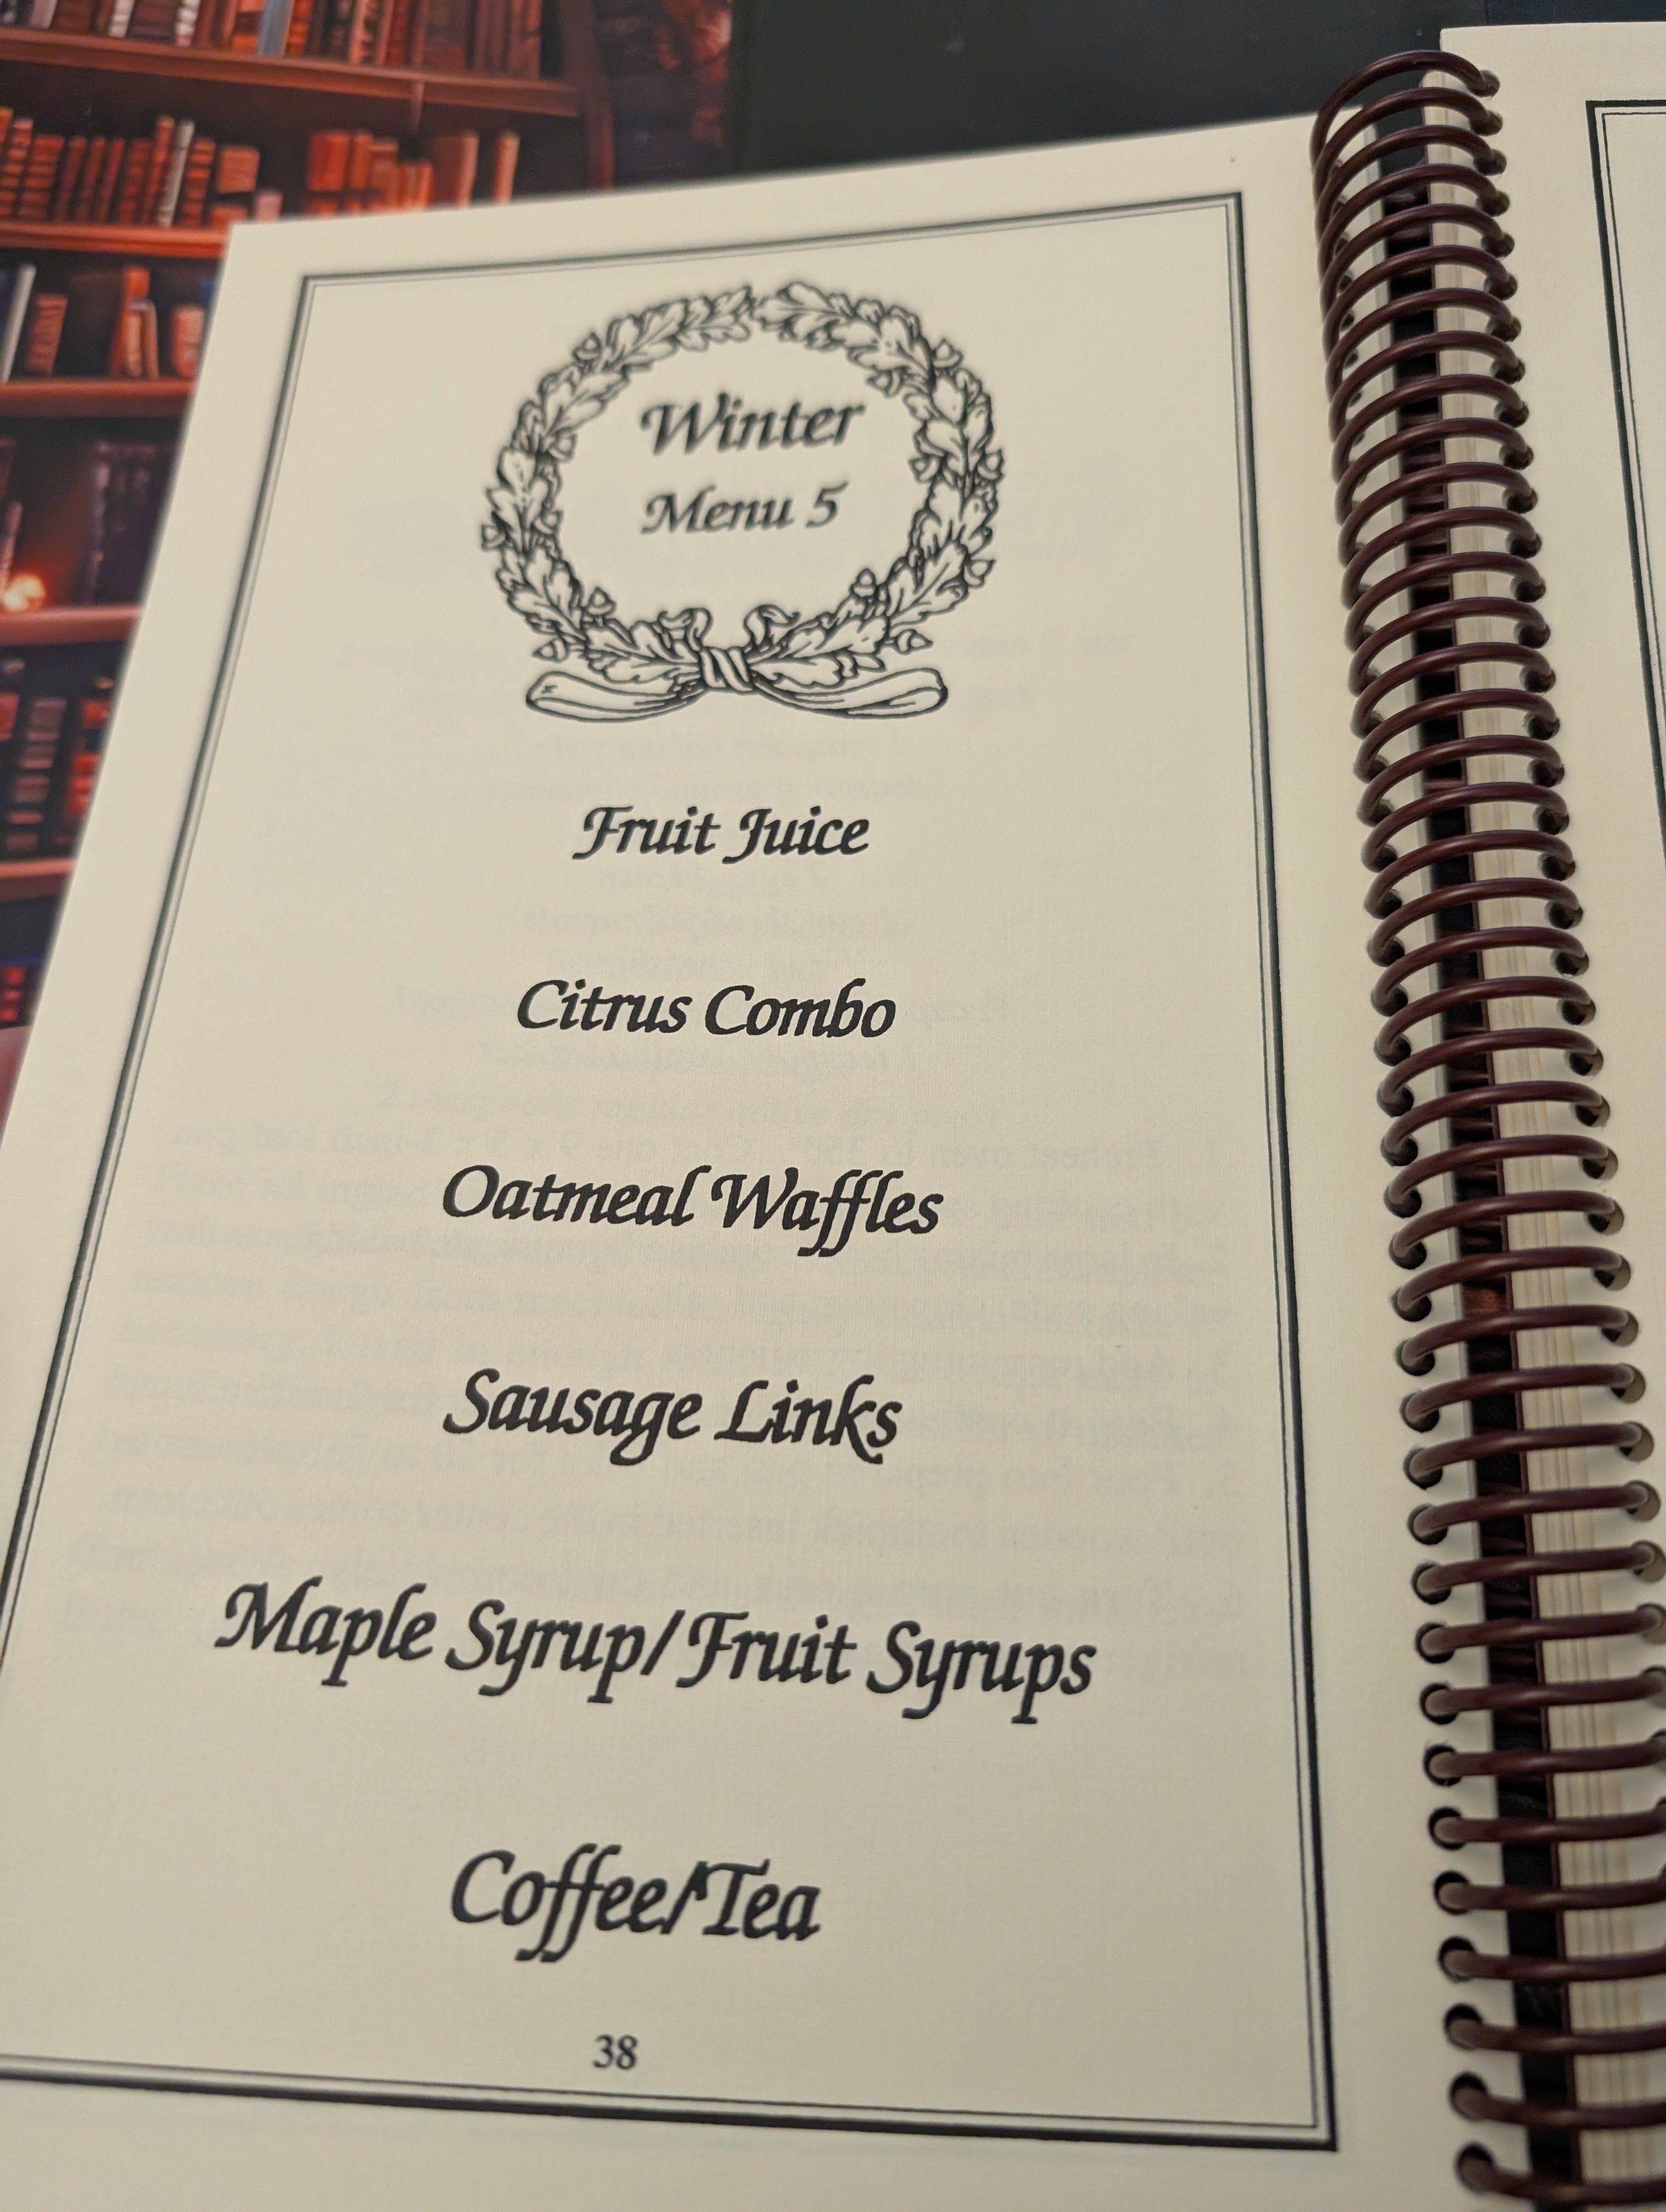 Winter
Menu 5
Fruit Juice
Citrus Combo
Oatmeal Waffles
Sausage Links
Maple Syrup/Fruit Syrups
Coffee/Tea
38